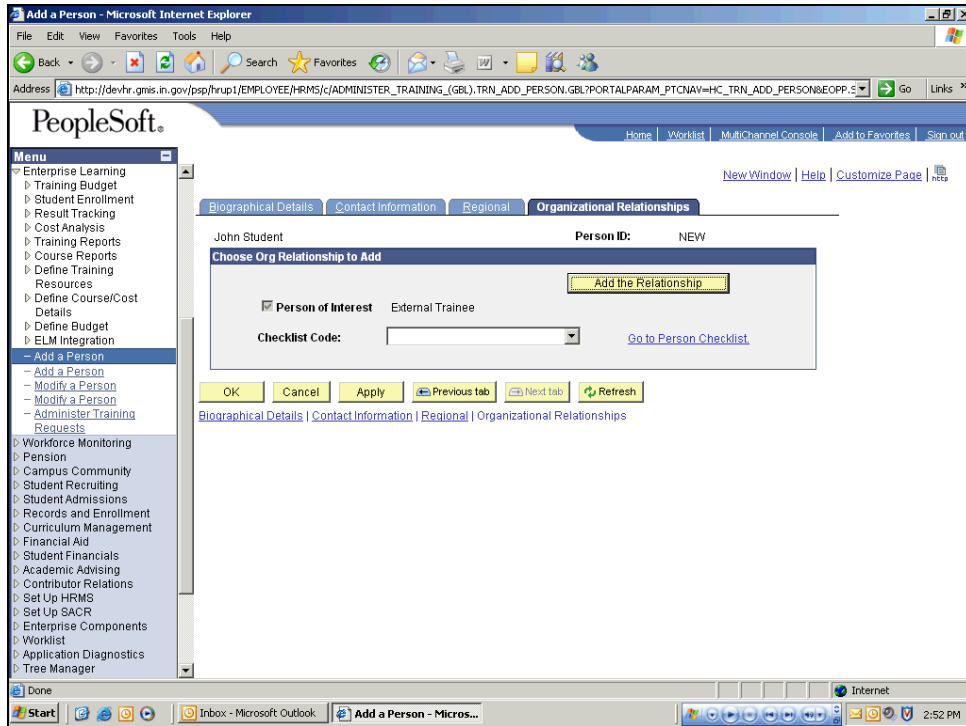 Add a Person - Microsoft Internet Explorer
File Edit View Favorites Tools Help
Back Search Favorites
Address http://devhr.gmis.in.gov/psp/hrup1/EMPLOYEE/HRMS/c/ADMINISTER_TRAINING_(GBL).TRN_ADD_PERSON.GBL?PORTALPARAM_PTCNAV=HC_TRN_ADD_PERSON&EOPP.S Go Links »
PeopleSoft®
Home | Worklist | MultiChannel Console | Add to Favorites | Sign out
Menu
Enterprise Learning
Training Budget
Student Enrollment
Result Tracking
Cost Analysis
Training Reports
Course Reports
Define Training
Resources
Define Course/Cost
Details
Define Budget
ELM Integration
– Add a Person
– Add a Person
– Modify a Person
– Modify a Person
– Administer Training
Requests
Workforce Monitoring
Pension
Campus Community
Student Recruiting
Student Admissions
Records and Enrollment
Curriculum Management
Financial Aid
Student Financials
Academic Advising
Contributor Relations
Set Up HRMS
Set Up SACR
Enterprise Components
Worklist
Application Diagnostics
Tree Manager
New Window | Help | Customize Page | http
Biographical Details Contact Information Regional Organizational Relationships
John Student Person ID: NEW
Choose Org Relationship to Add
Add the Relationship
Person of Interest External Trainee
Checklist Code: Go to Person Checklist.
OK Cancel Apply Previous tab Next tab Refresh
Biographical Details | Contact Information | Regional | Organizational Relationships
Done Internet
Start Inbox - Microsoft Outlook Add a Person - Micros... 2:52 PM